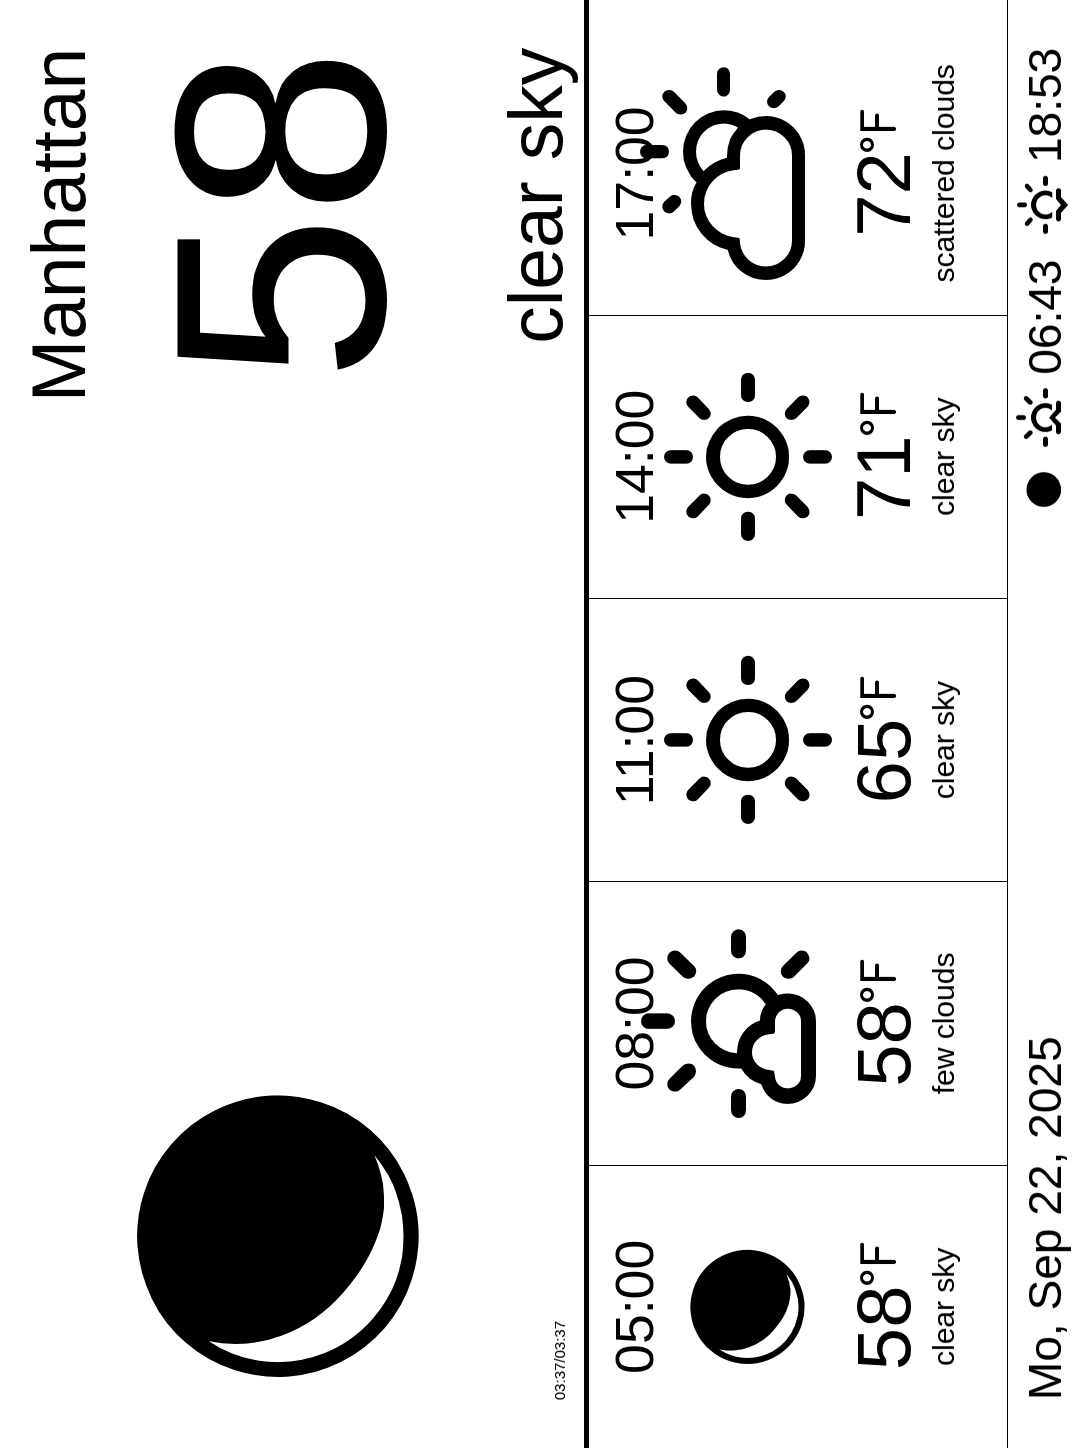 Manhattan
58
clear sky
03:37/03:37
05:00
58°F
clear sky
08:00
58°F
few clouds
11:00
65°F
clear sky
14:00
71°F
clear sky
17:00
72°F
scattered clouds
Mo, Sep 22, 2025
06:43 18:53